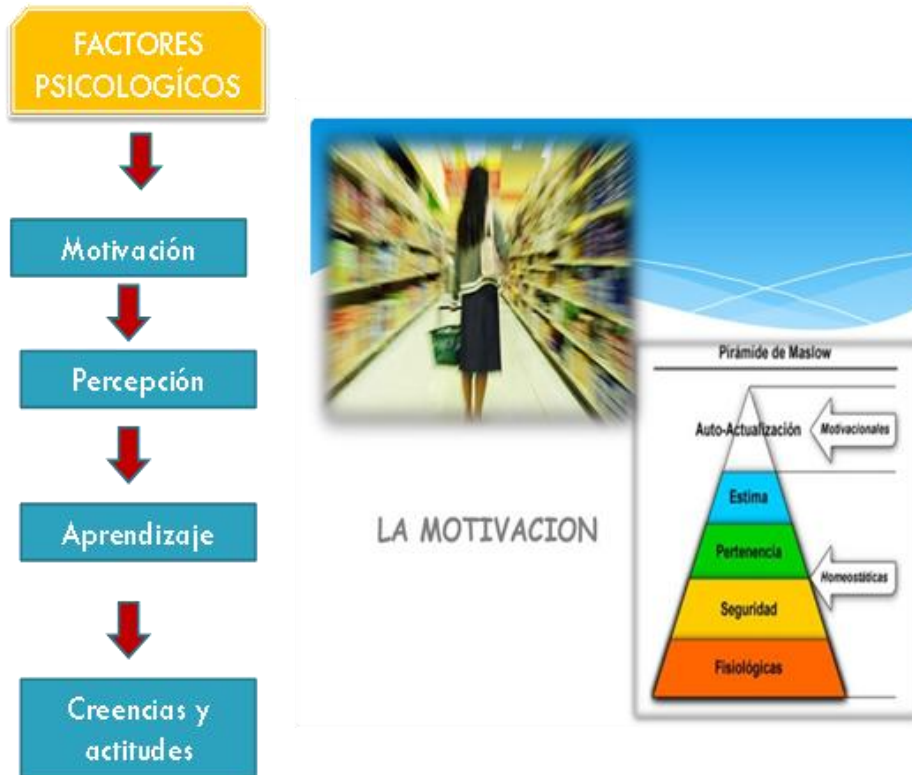 FACTORES
PSICOLOGÍCOS
Motivación
Percepción
Aprendizaje
Creencias y
actitudes
LA MOTIVACION
Pirámide de Maslow
Auto-Actualización
Motivacionales
Estima
Pertenencia
Homeostáticas
Seguridad
Fisiológicas